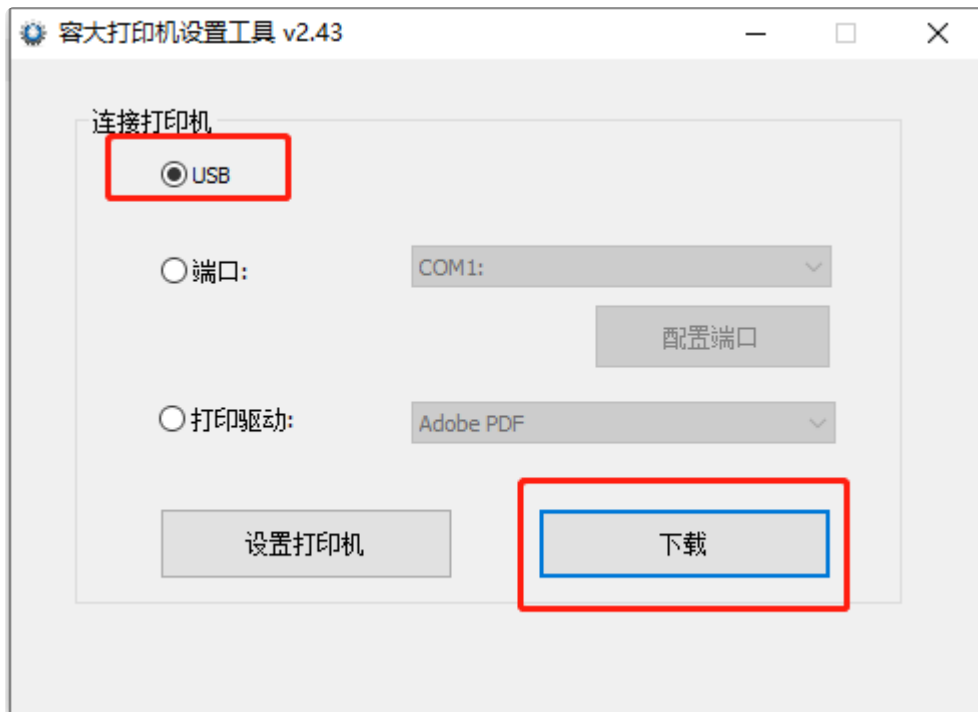 容大打印机设置工具 v2.43
连接打印机
USB
端口:
COM1:
配置端口
打印驱动:
Adobe PDF
设置打印机
下载